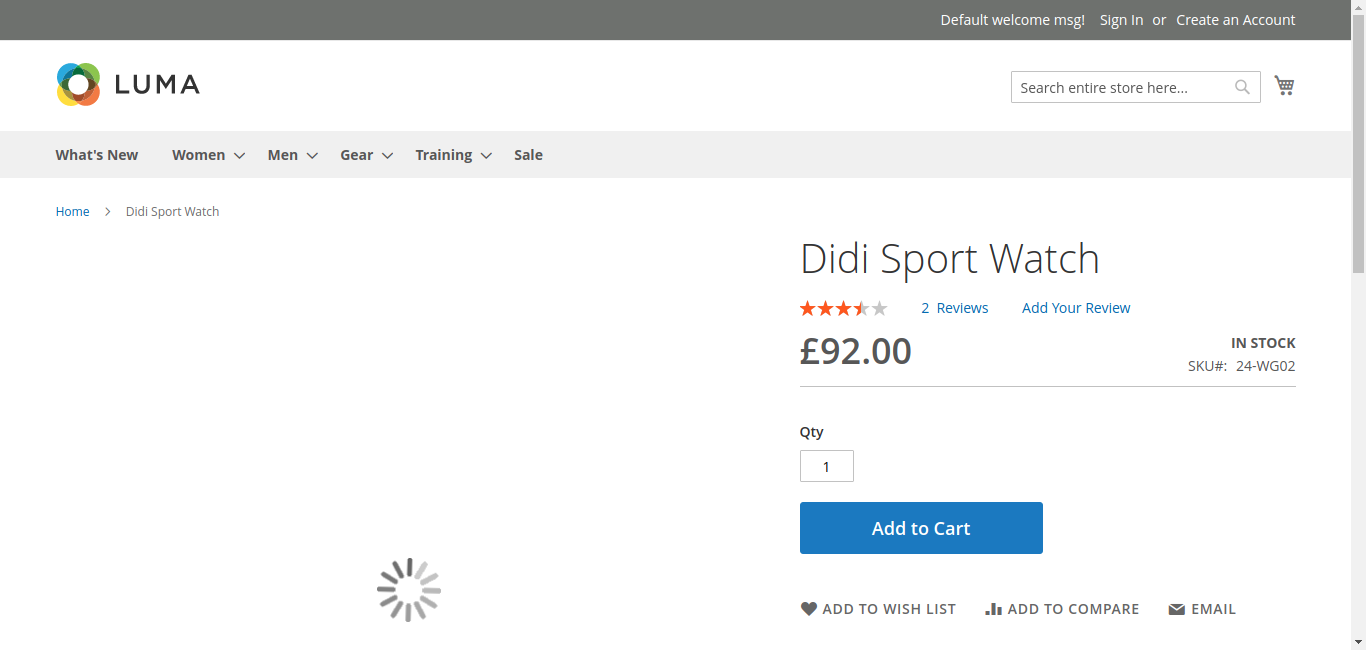 Default welcome msg! Sign In or Create an Account
LUMA
Search entire store here...
What's New Women Men Gear Training Sale
Home Didi Sport Watch
Didi Sport Watch
2 Reviews Add Your Review
£92.00
IN STOCK
SKU#: 24-WG02
Qty
1
Add to Cart
ADD TO WISH LIST ADD TO COMPARE EMAIL